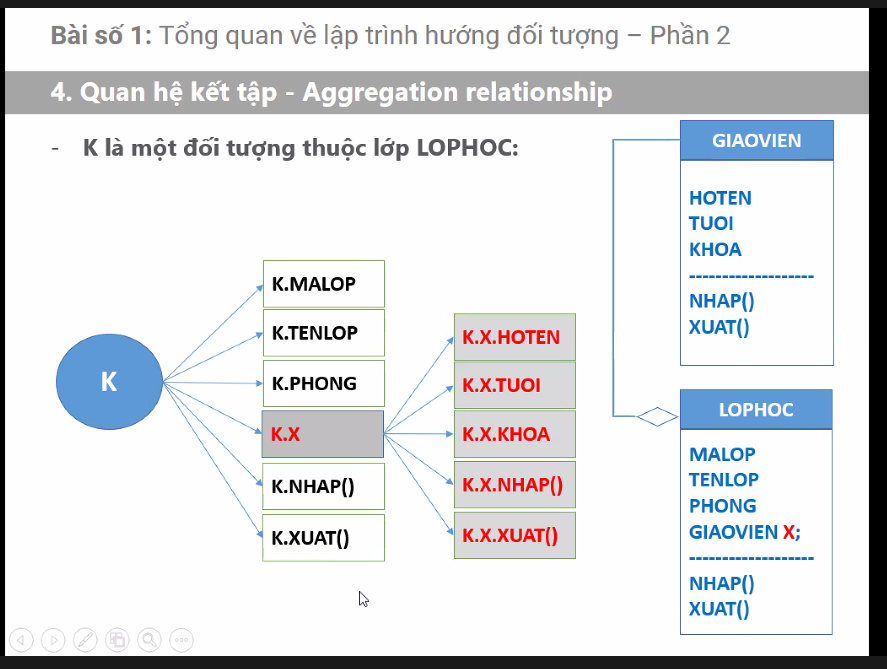 Bài số 1: Tổng quan về lập trình hướng đối tượng – Phần 2
4. Quan hệ kết tập - Aggregation relationship
- K là một đối tượng thuộc lớp LOPHOC:
K
K.MALOP
K.TENLOP
K.PHONG
K.X
K.NHAP()
K.XUAT()
K.X.HOTEN
K.X.TUOI
K.X.KHOA
K.X.NHAP()
K.X.XUAT()
GIAOVIEN
HOTEN
TUOI
KHOA
-------------------
NHAP()
XUAT()
LOPHOC
MALOP
TENLOP
PHONG
GIAOVIEN X;
-------------------
NHAP()
XUAT()